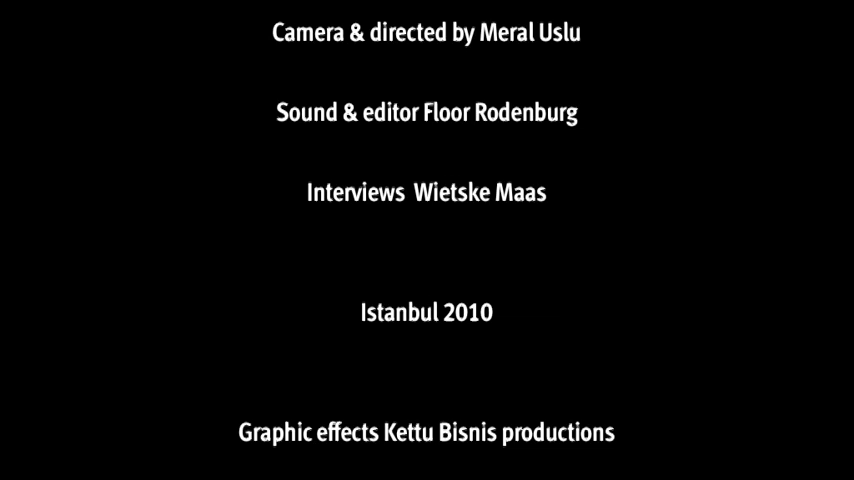 Camera & directed by Meral Uslu
Sound & editor Floor Rodenburg
Interviews  Wietske Maas
Istanbul 2010
Graphic effects Kettu Bisnis productions